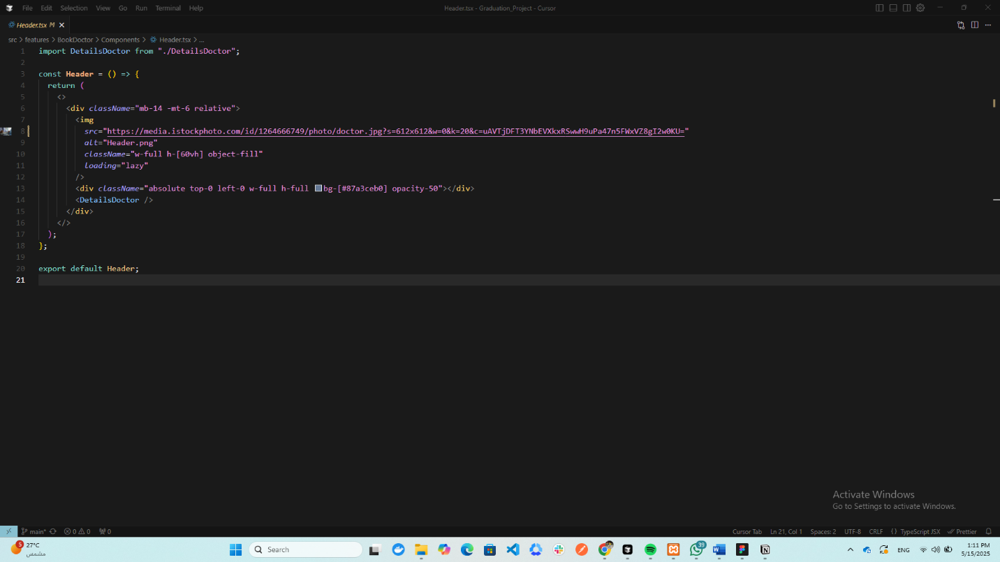 File Edit Selection View Go Run Terminal Help
Header.tsx - Graduation_Project - Cursor
Header.tsx M
src > features > BookDoctor > Components > Header.tsx > ...
1 import DetailsDoctor from "./DetailsDoctor";
2
3 const Header = () => {
4 return (
5 <>
6 <div className="mb-14 -mt-6 relative">
7 <img
8 src="https://media.istockphoto.com/id/1264666749/photo/doctor.jpg?s=612x612&w=0&k=20&c=uAVTjDFT3YNbEVXkxRSwwH9uPa47n5FWxVZ8gI2w0KU="
9 alt="Header.png"
10 className="w-full h-[60vh] object-fill"
11 loading="lazy"
12 />
13 <div className="absolute top-0 left-0 w-full h-full bg-[#87a3ceb0] opacity-50"></div>
14 <DetailsDoctor />
15 </div>
16 </>
17 );
18 };
19
20 export default Header;
21
Activate Windows
Go to Settings to activate Windows.
main* 0 0 0
Cursor Tab Ln 21, Col 1 Spaces: 2 UTF-8 CRLF {} TypeScript JSX Prettier
5 27°C
مشمس
Search
39
ENG
1:11 PM
5/15/2025